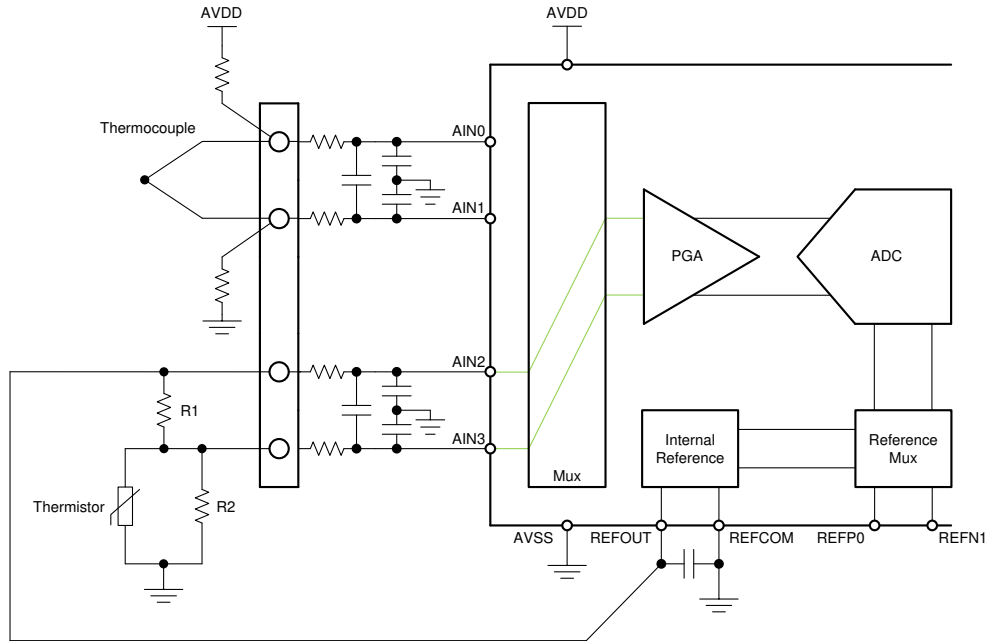 AVDD
AVDD
Thermocouple
AIN0
AIN1
PGA
ADC
AIN2
R1
AIN3
Internal
Reference
Reference
Mux
Mux
Thermistor
R2
AVSS
REFOUT
REFCOM
REFP0
REFN1